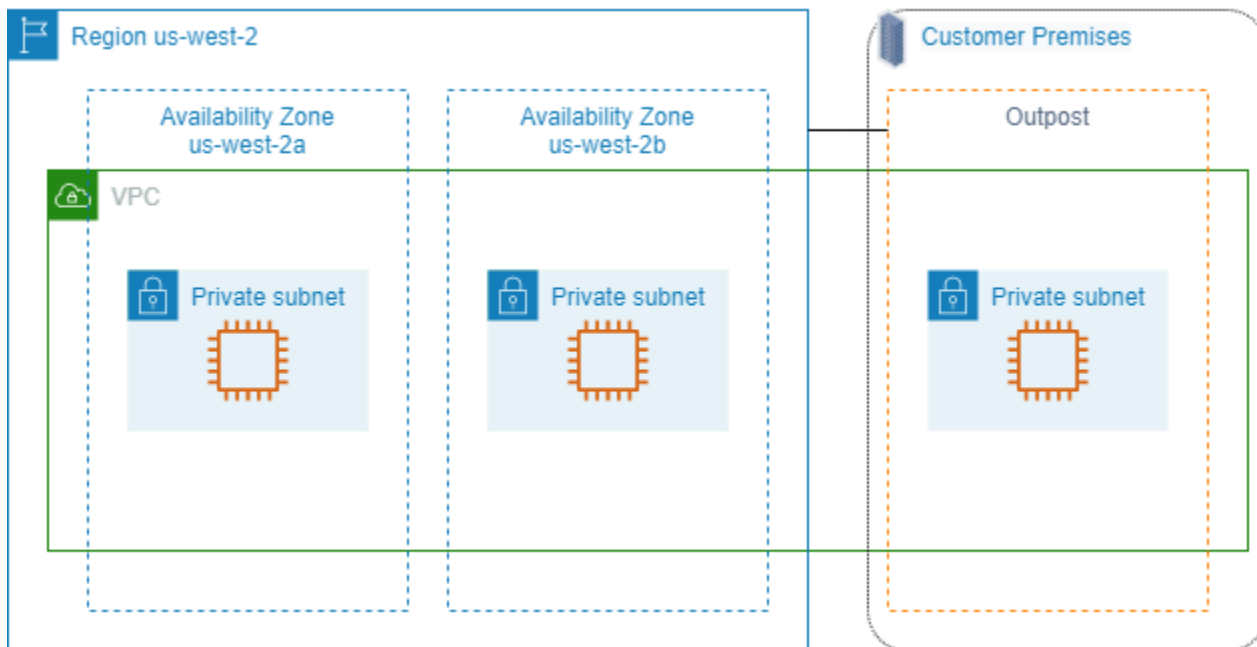 Region us-west-2
Customer Premises
Availability Zone
us-west-2a
Availability Zone
us-west-2b
Outpost
VPC
Private subnet
Private subnet
Private subnet